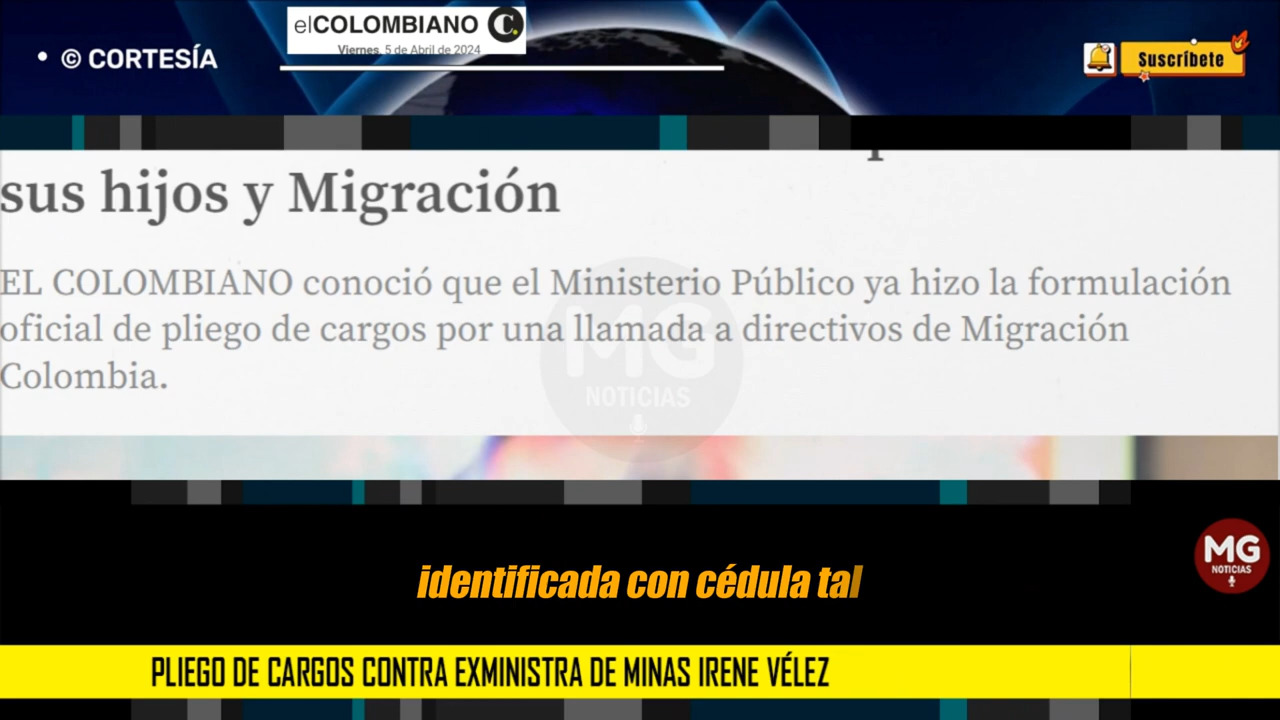 elCOLOMBIANO C.
Viernes, 5 de Abril de 2024
• © CORTESÍA
Suscríbete
sus hijos y Migración
EL COLOMBIANO conoció que el Ministerio Público ya hizo la formulación
oficial de pliego de cargos por una llamada a directivos de Migración
Colombia.
MG
NOTICIAS
identificada con cédula tal
MG
NOTICIAS
PLIEGO DE CARGOS CONTRA EXMINISTRA DE MINAS IRENE VÉLEZ